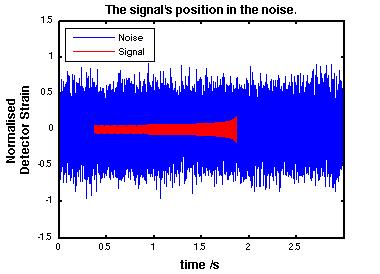 The signal's position in the noise.
Noise
Signal
Normalised
Detector Strain
1.5
1
0.5
0
-0.5
-1
-1.5
0
0.5
1
1.5
2
2.5
time /s